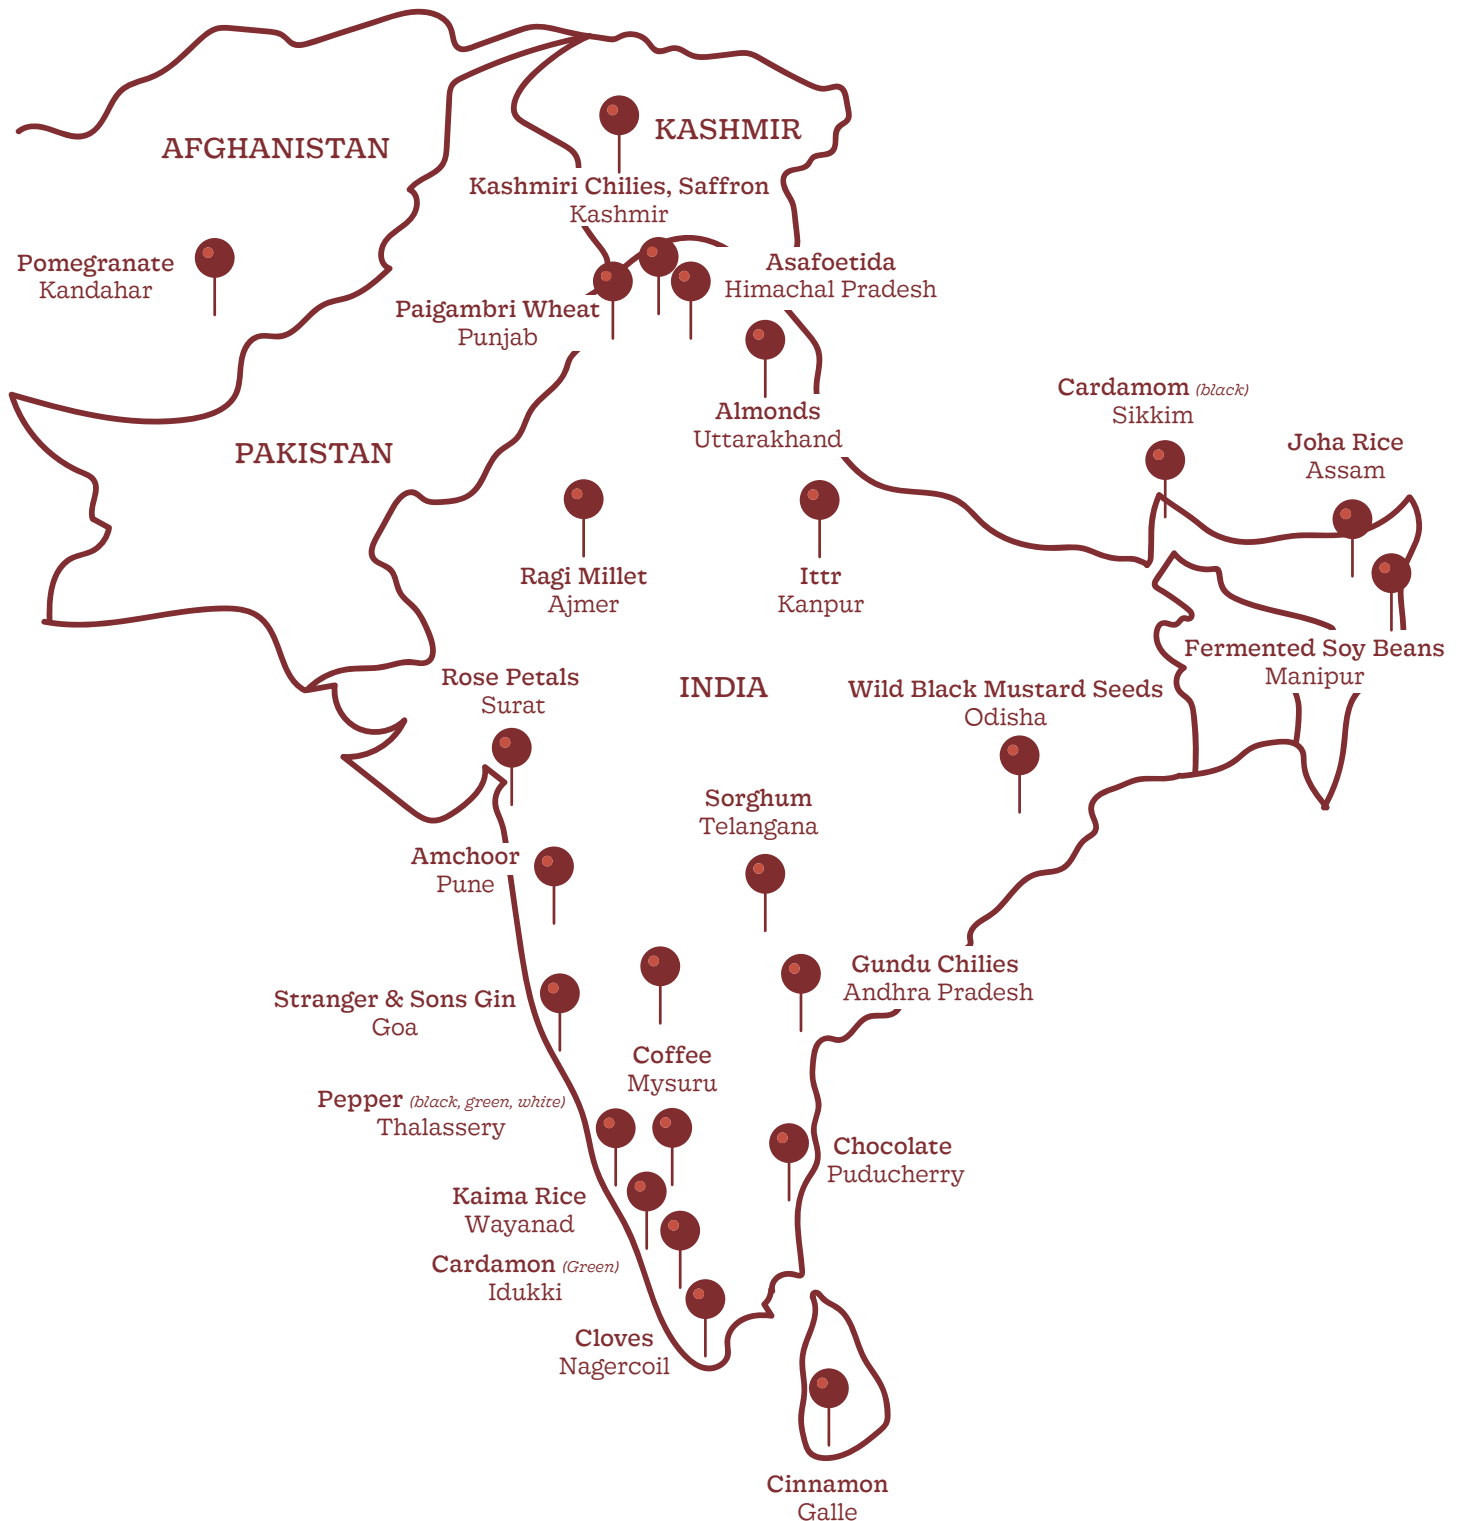 AFGHANISTAN
KASHMIR
Kashmiri Chilies, Saffron
Kashmir
Pomegranate
Kandahar
Asafoetida
Himachal Pradesh
Paigambri Wheat
Punjab
Almonds
Uttarakhand
Cardamom (black)
Sikkim
Joha Rice
Assam
PAKISTAN
Ragi Millet
Ajmer
Ittr
Kanpur
Fermented Soy Beans
Manipur
Rose Petals
Surat
INDIA
Wild Black Mustard Seeds
Odisha
Sorghum
Telangana
Amchoor
Pune
Gundu Chilies
Andhra Pradesh
Stranger & Sons Gin
Goa
Coffee
Mysuru
Pepper (black, green, white)
Thalassery
Chocolate
Puducherry
Kaima Rice
Wayanad
Cardamon (Green)
Idukki
Cloves
Nagercoil
Cinnamon
Galle